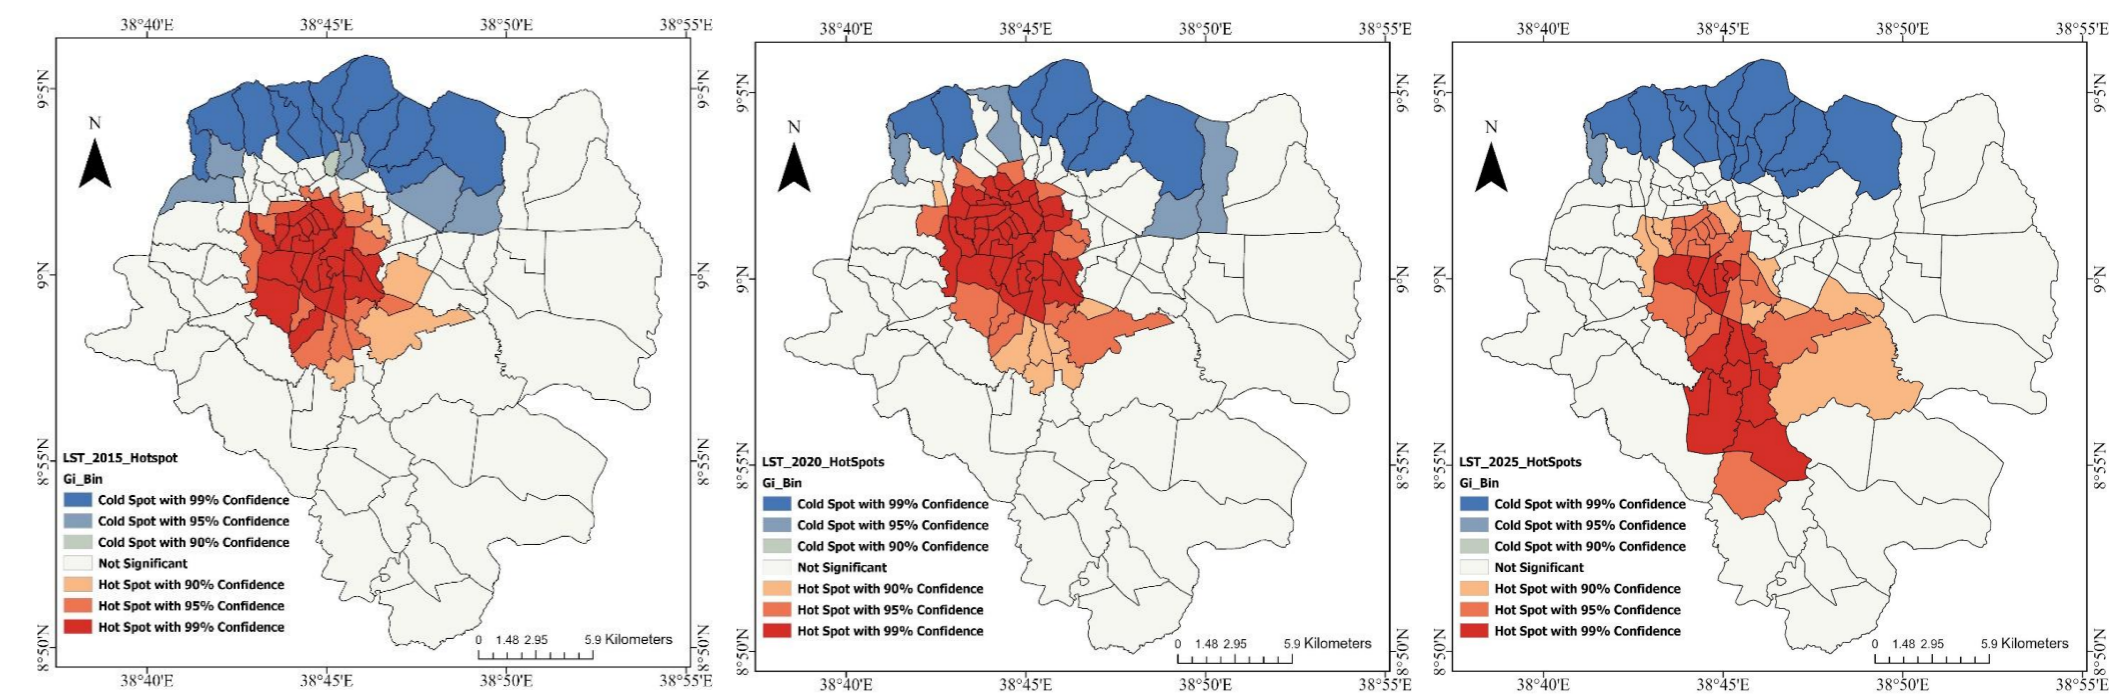 38°40'E 38°45'E 38°50'E 38°55'E
9°5'N 9°5'N
N
9°N 9°N
LST_2015_Hotspot
Gi_Bin
8°55'N 8°55'N
Cold Spot with 99% Confidence
Cold Spot with 95% Confidence
Cold Spot with 90% Confidence
Not Significant
Hot Spot with 90% Confidence
Hot Spot with 95% Confidence
Hot Spot with 99% Confidence
0 1.48 2.95 5.9 Kilometers
8°50'N 8°50'N
38°40'E 38°45'E 38°50'E 38°55'E
38°40'E 38°45'E 38°50'E 38°55'E
9°5'N 9°5'N
N
9°N 9°N
LST_2020_HotSpots
Gi_Bin
8°55'N 8°55'N
Cold Spot with 99% Confidence
Cold Spot with 95% Confidence
Cold Spot with 90% Confidence
Not Significant
Hot Spot with 90% Confidence
Hot Spot with 95% Confidence
Hot Spot with 99% Confidence
0 1.48 2.95 5.9 Kilometers
8°50'N 8°50'N
38°40'E 38°45'E 38°50'E 38°55'E
38°40'E 38°45'E 38°50'E 38°55'E
9°5'N 9°5'N
N
9°N 9°N
LST_2025_HotSpots
Gi_Bin
8°55'N 8°55'N
Cold Spot with 99% Confidence
Cold Spot with 95% Confidence
Cold Spot with 90% Confidence
Not Significant
Hot Spot with 90% Confidence
Hot Spot with 95% Confidence
Hot Spot with 99% Confidence
0 1.48 2.95 5.9 Kilometers
8°50'N 8°50'N
38°40'E 38°45'E 38°50'E 38°55'E